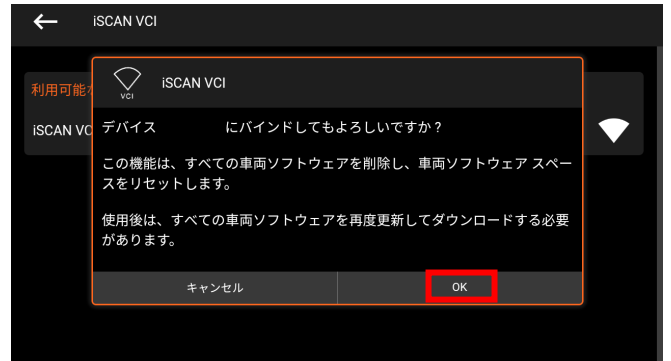 iSCAN VCI
VCI
iSCAN VCI
利用可能
iSCAN VC
デバイス にバインドしてもよろしいですか？
この機能は、すべての車両ソフトウェアを削除し、車両ソフトウェア スペー
スをリセットします。
使用後は、すべての車両ソフトウェアを再度更新してダウンロードする必要
があります。
キャンセル
OK